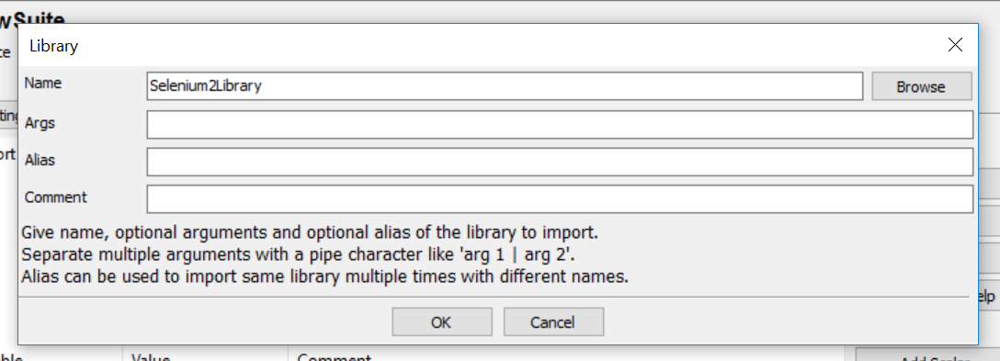 wSuite
ce
Library
Name
Selenium2Library
Browse
Args
Alias
Comment
Give name, optional arguments and optional alias of the library to import.
Separate multiple arguments with a pipe character like 'arg 1 | arg 2'.
Alias can be used to import same library multiple times with different names.
OK
Cancel
ting
ort
elp
ble
Value
Comment
Add Scalar